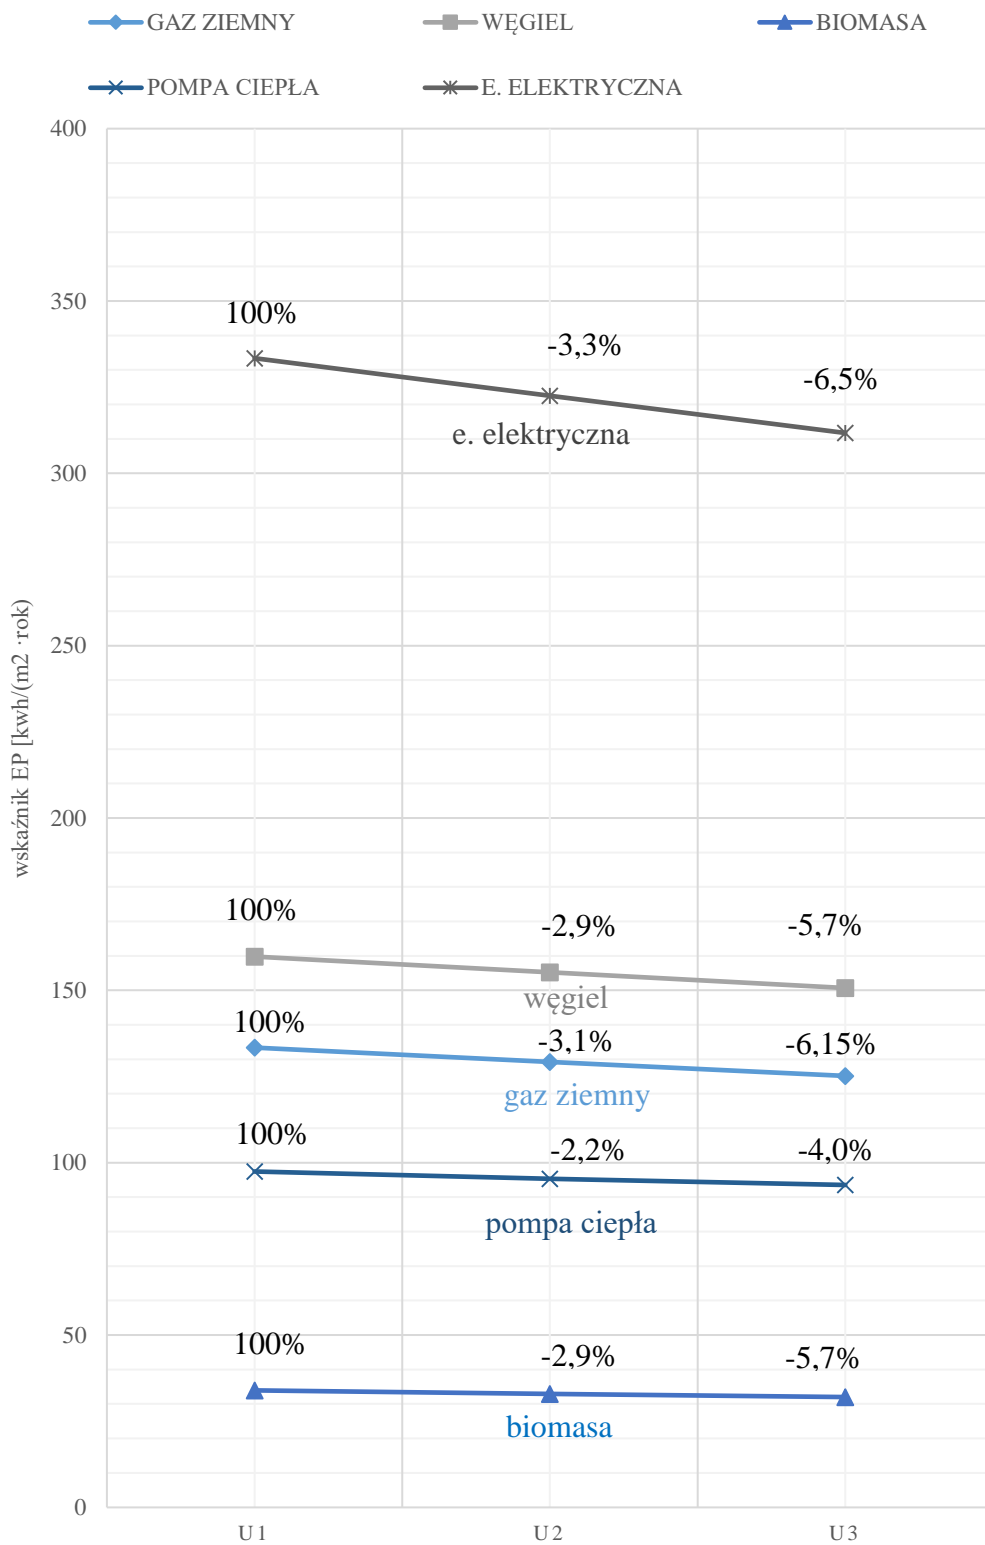 GAZ ZIEMNY WĘGIEL BIOMASA
POMPA CIEPŁA E. ELEKTRYCZNA
400
350
100%
-3,3%
-6,5%
e. elektryczna
300
250
wskaźnik EP [kwh/(m2 ·rok)
200
100%
-2,9%
-5,7%
150
węgiel
100%
-3,1%
-6,15%
gaz ziemny
100%
-2,2%
-4,0%
100
pompa ciepła
50
100%
-2,9%
-5,7%
biomasa
0
U1 U2 U3